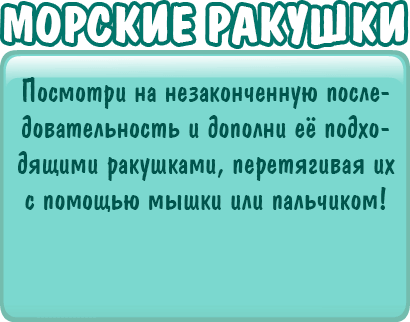 МОРСКИЕ РАКУШКИ
Посмотри на незаконченную после-
довательность и дополни её подхо-
дящими ракушками, перетягивая их
с помощью мышки или пальчиком!